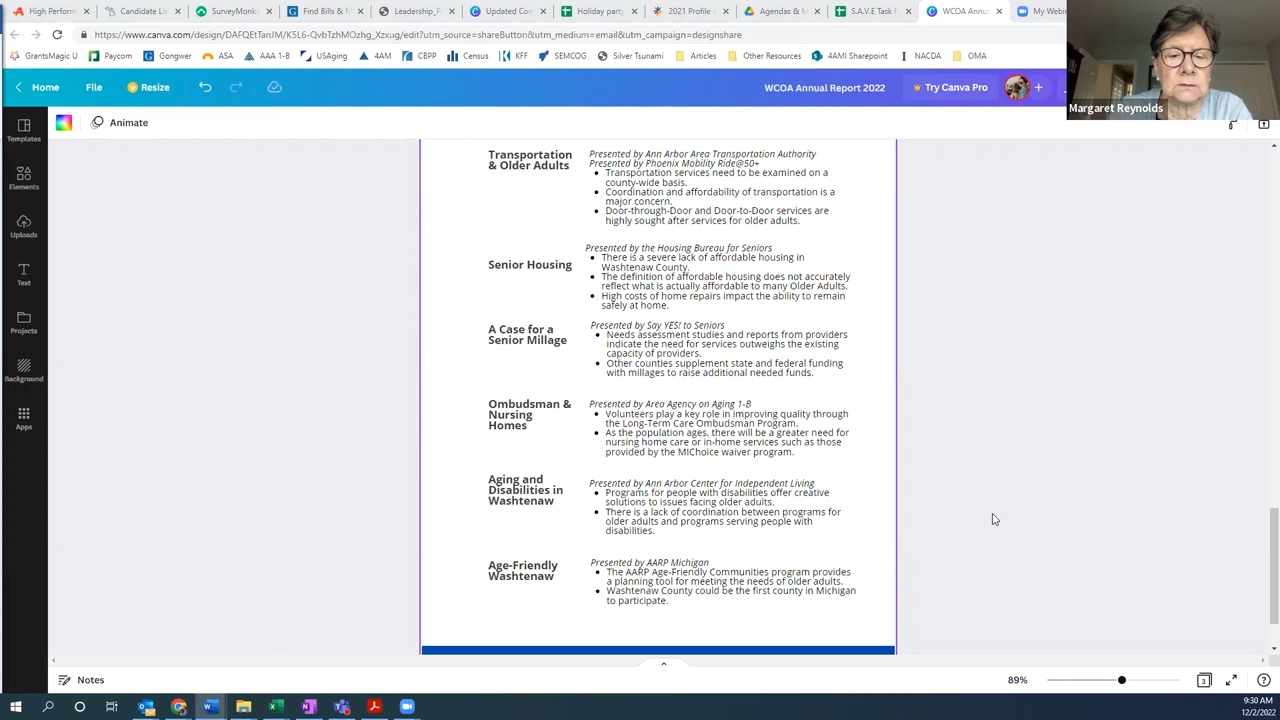 High Perform
Candidate Lin
SurveyMonke
Find Bills & N
Leadership_F
Updated Com
Holiday party
2021 Profile o
Agendas & M
S.A.V.E Task F
WCOA Annu
My Webin
https://www.canva.com/design/DAFQEtTanJM/K5L6-QvbTzhMOzhg_Xzxug/edit?utm_source=shareButton&utm_medium=email&utm_campaign=designshare
GrantsMagic U
Paycom
Gongwer
ASA
AAA 1-B
USAging
4AM
CBPP
Census
KFF
SEMCOG
Silver Tsunami
Articles
Other Resources
4AMI Sharepoint
NACDA
OMA
Margaret Reynolds
Home
File
Resize
WCOA Annual Report 2022
Try Canva Pro
Animate
Templates
Elements
Uploads
Text
Projects
Background
Apps
Transportation
& Older Adults
Presented by Ann Arbor Area Transportation Authority
Presented by Phoenix Mobility Ride@50+
• Transportation services need to be examined on a
county-wide basis.
• Coordination and affordability of transportation is a
major concern.
• Door-through-Door and Door-to-Door services are
highly sought after services for older adults.
Senior Housing
Presented by the Housing Bureau for Seniors
• There is a severe lack of affordable housing in
Washtenaw County.
• The definition of affordable housing does not accurately
reflect what is actually affordable to many Older Adults.
• High costs of home repairs impact the ability to remain
safely at home.
A Case for a
Senior Millage
Presented by Say YES! to Seniors
• Needs assessment studies and reports from providers
indicate the need for services outweighs the existing
capacity of providers.
• Other counties supplement state and federal funding
with millages to raise additional needed funds.
Ombudsman &
Nursing
Homes
Presented by Area Agency on Aging 1-B
• Volunteers play a key role in improving quality through
the Long-Term Care Ombudsman Program.
• As the population ages, there will be a greater need for
nursing home care or in-home services such as those
provided by the MIChoice waiver program.
Aging and
Disabilities in
Washtenaw
Presented by Ann Arbor Center for Independent Living
• Programs for people with disabilities offer creative
solutions to issues facing older adults.
• There is a lack of coordination between programs for
older adults and programs serving people with
disabilities.
Age-Friendly
Washtenaw
Presented by AARP Michigan
• The AARP Age-Friendly Communities program provides
a planning tool for meeting the needs of older adults.
• Washtenaw County could be the first county in Michigan
to participate.
Notes
89%
3
9:30 AM
12/2/2022